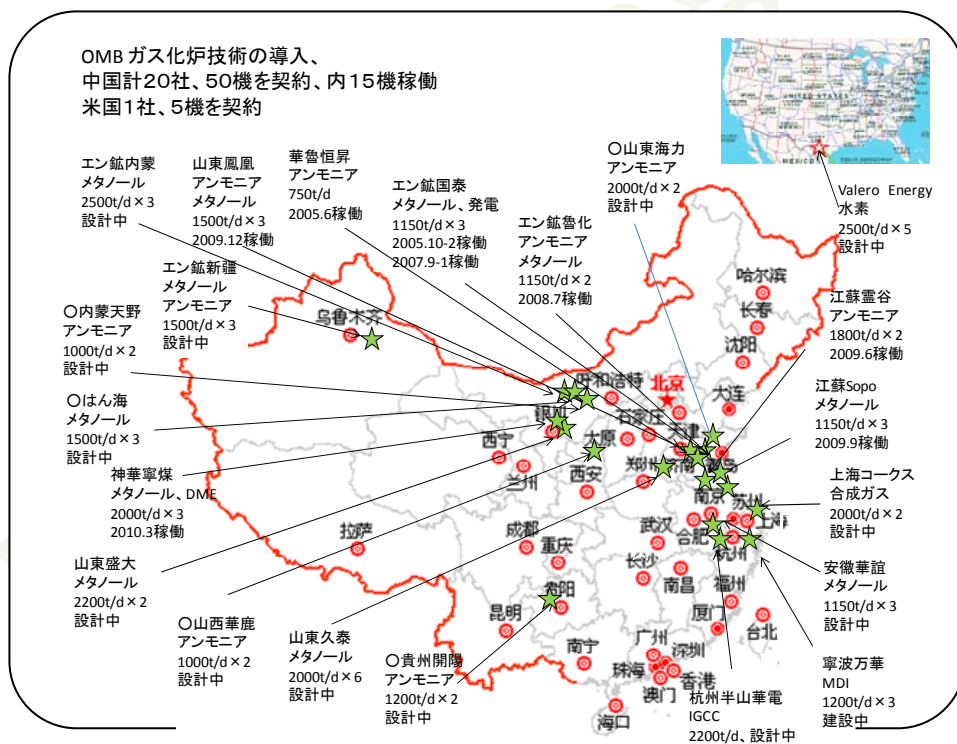 OMB ガス化炉技術の導入、
中国計20社、50機を契約、内15機稼働
米国1社、5機を契約
MEXICO
エン鉱内蒙
メタノール
2500t/d×3
設計中
山東鳳凰
アンモニア
メタノール
1500t/d×3
2009.12稼働
華魯恒昇
アンモニア
750t/d
2005.6稼働
エン鉱国泰
メタノール、発電
1150t/d×3
2005.10-2稼働
2007.9-1稼働
エン鉱魯化
アンモニア
メタノール
1150t/d×2
2008.7稼働
〇山東海力
アンモニア
2000t/d×2
設計中
Valero Energy
水素
2500t/d×5
設計中
エン鉱新疆
メタノール
アンモニア
1500t/d×3
設計中
〇内蒙天野
アンモニア
1000t/d×2
設計中
〇はん海
メタノール
1500t/d×3
設計中
神華寧煤
メタノール、DME
2000t/d×3
2010.3稼働
山東盛大
メタノール
2200t/d×2
設計中
〇山西華鹿
アンモニア
1000t/d×2
設計中
山東久泰
メタノール
2000t/d×6
設計中
〇貴州開陽
アンモニア
1200t/d×2
設計中
杭州半山華電
IGCC
2200t/d、設計中
寧波万華
MDI
1200t/d×3
建設中
安徽華誼
メタノール
1150t/d×3
設計中
上海コークス
合成ガス
2000t/d×2
設計中
江蘇Sopo
メタノール
1150t/d×3
2009.9稼働
江蘇霊谷
アンモニア
1800t/d×2
2009.6稼働
乌鲁木齐
哈尔滨
长春
沈阳
呼和浩特
北京
大连
银川
石家庄
天津
太原
西宁
兰州
西安
郑州
济南
南京
苏州
上海
合肥
杭州
拉萨
成都
重庆
武汉
长沙
南昌
福州
贵阳
昆明
厦门
台北
南宁
广州
深圳
珠海
香港
澳门
海口